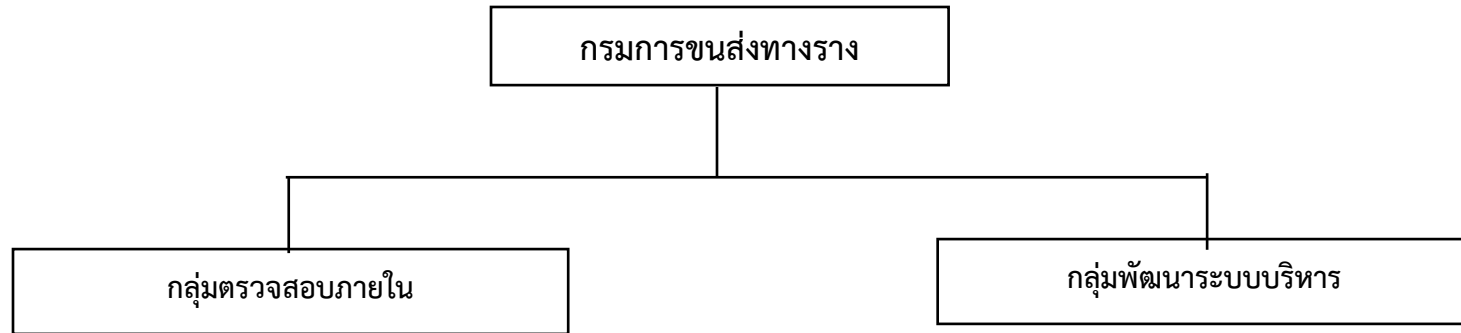 กรมการขนส่งทางราง
กลุ่มตรวจสอบภายใน
กลุ่มพัฒนาระบบบริหาร